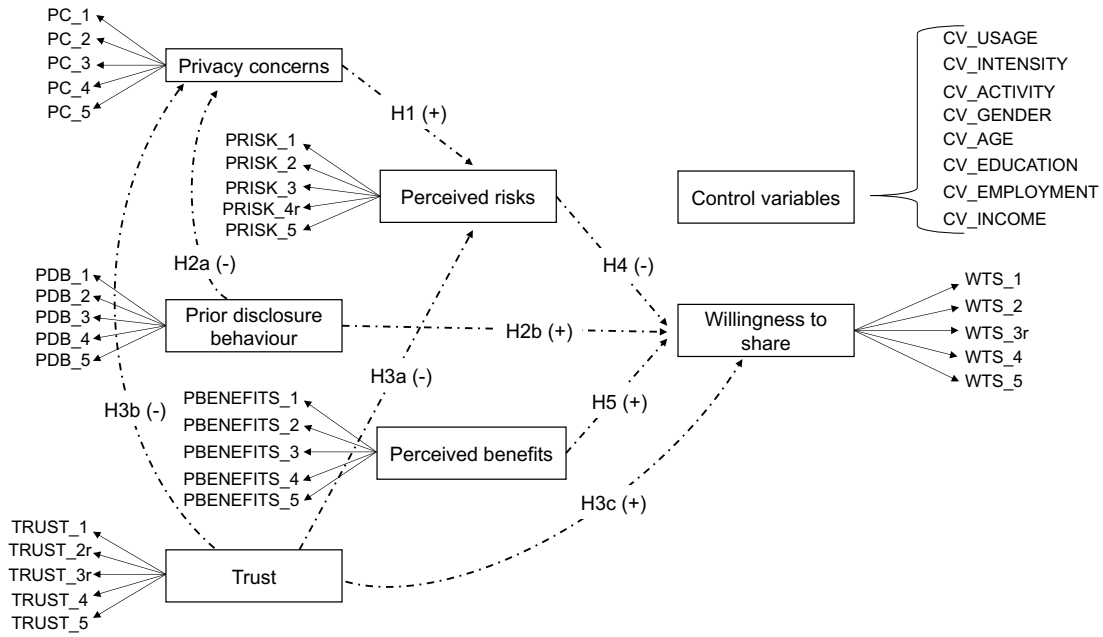 PC_1
PC_2
PC_3
PC_4
PC_5
Privacy concerns
H1 (+)
PRISK_1
PRISK_2
PRISK_3
PRISK_4r
PRISK_5
Perceived risks
Control variables
CV_USAGE
CV_INTENSITY
CV_ACTIVITY
CV_GENDER
CV_AGE
CV_EDUCATION
CV_EMPLOYMENT
CV_INCOME
H2a (-)
H4 (-)
PDB_1
PDB_2
PDB_3
PDB_4
PDB_5
Prior disclosure
behaviour
H2b (+)
Willingness to
share
WTS_1
WTS_2
WTS_3r
WTS_4
WTS_5
H3a (-)
H3b (-)
H5 (+)
PBENEFITS_1
PBENEFITS_2
PBENEFITS_3
PBENEFITS_4
PBENEFITS_5
Perceived benefits
H3c (+)
TRUST_1
TRUST_2r
TRUST_3r
TRUST_4
TRUST_5
Trust